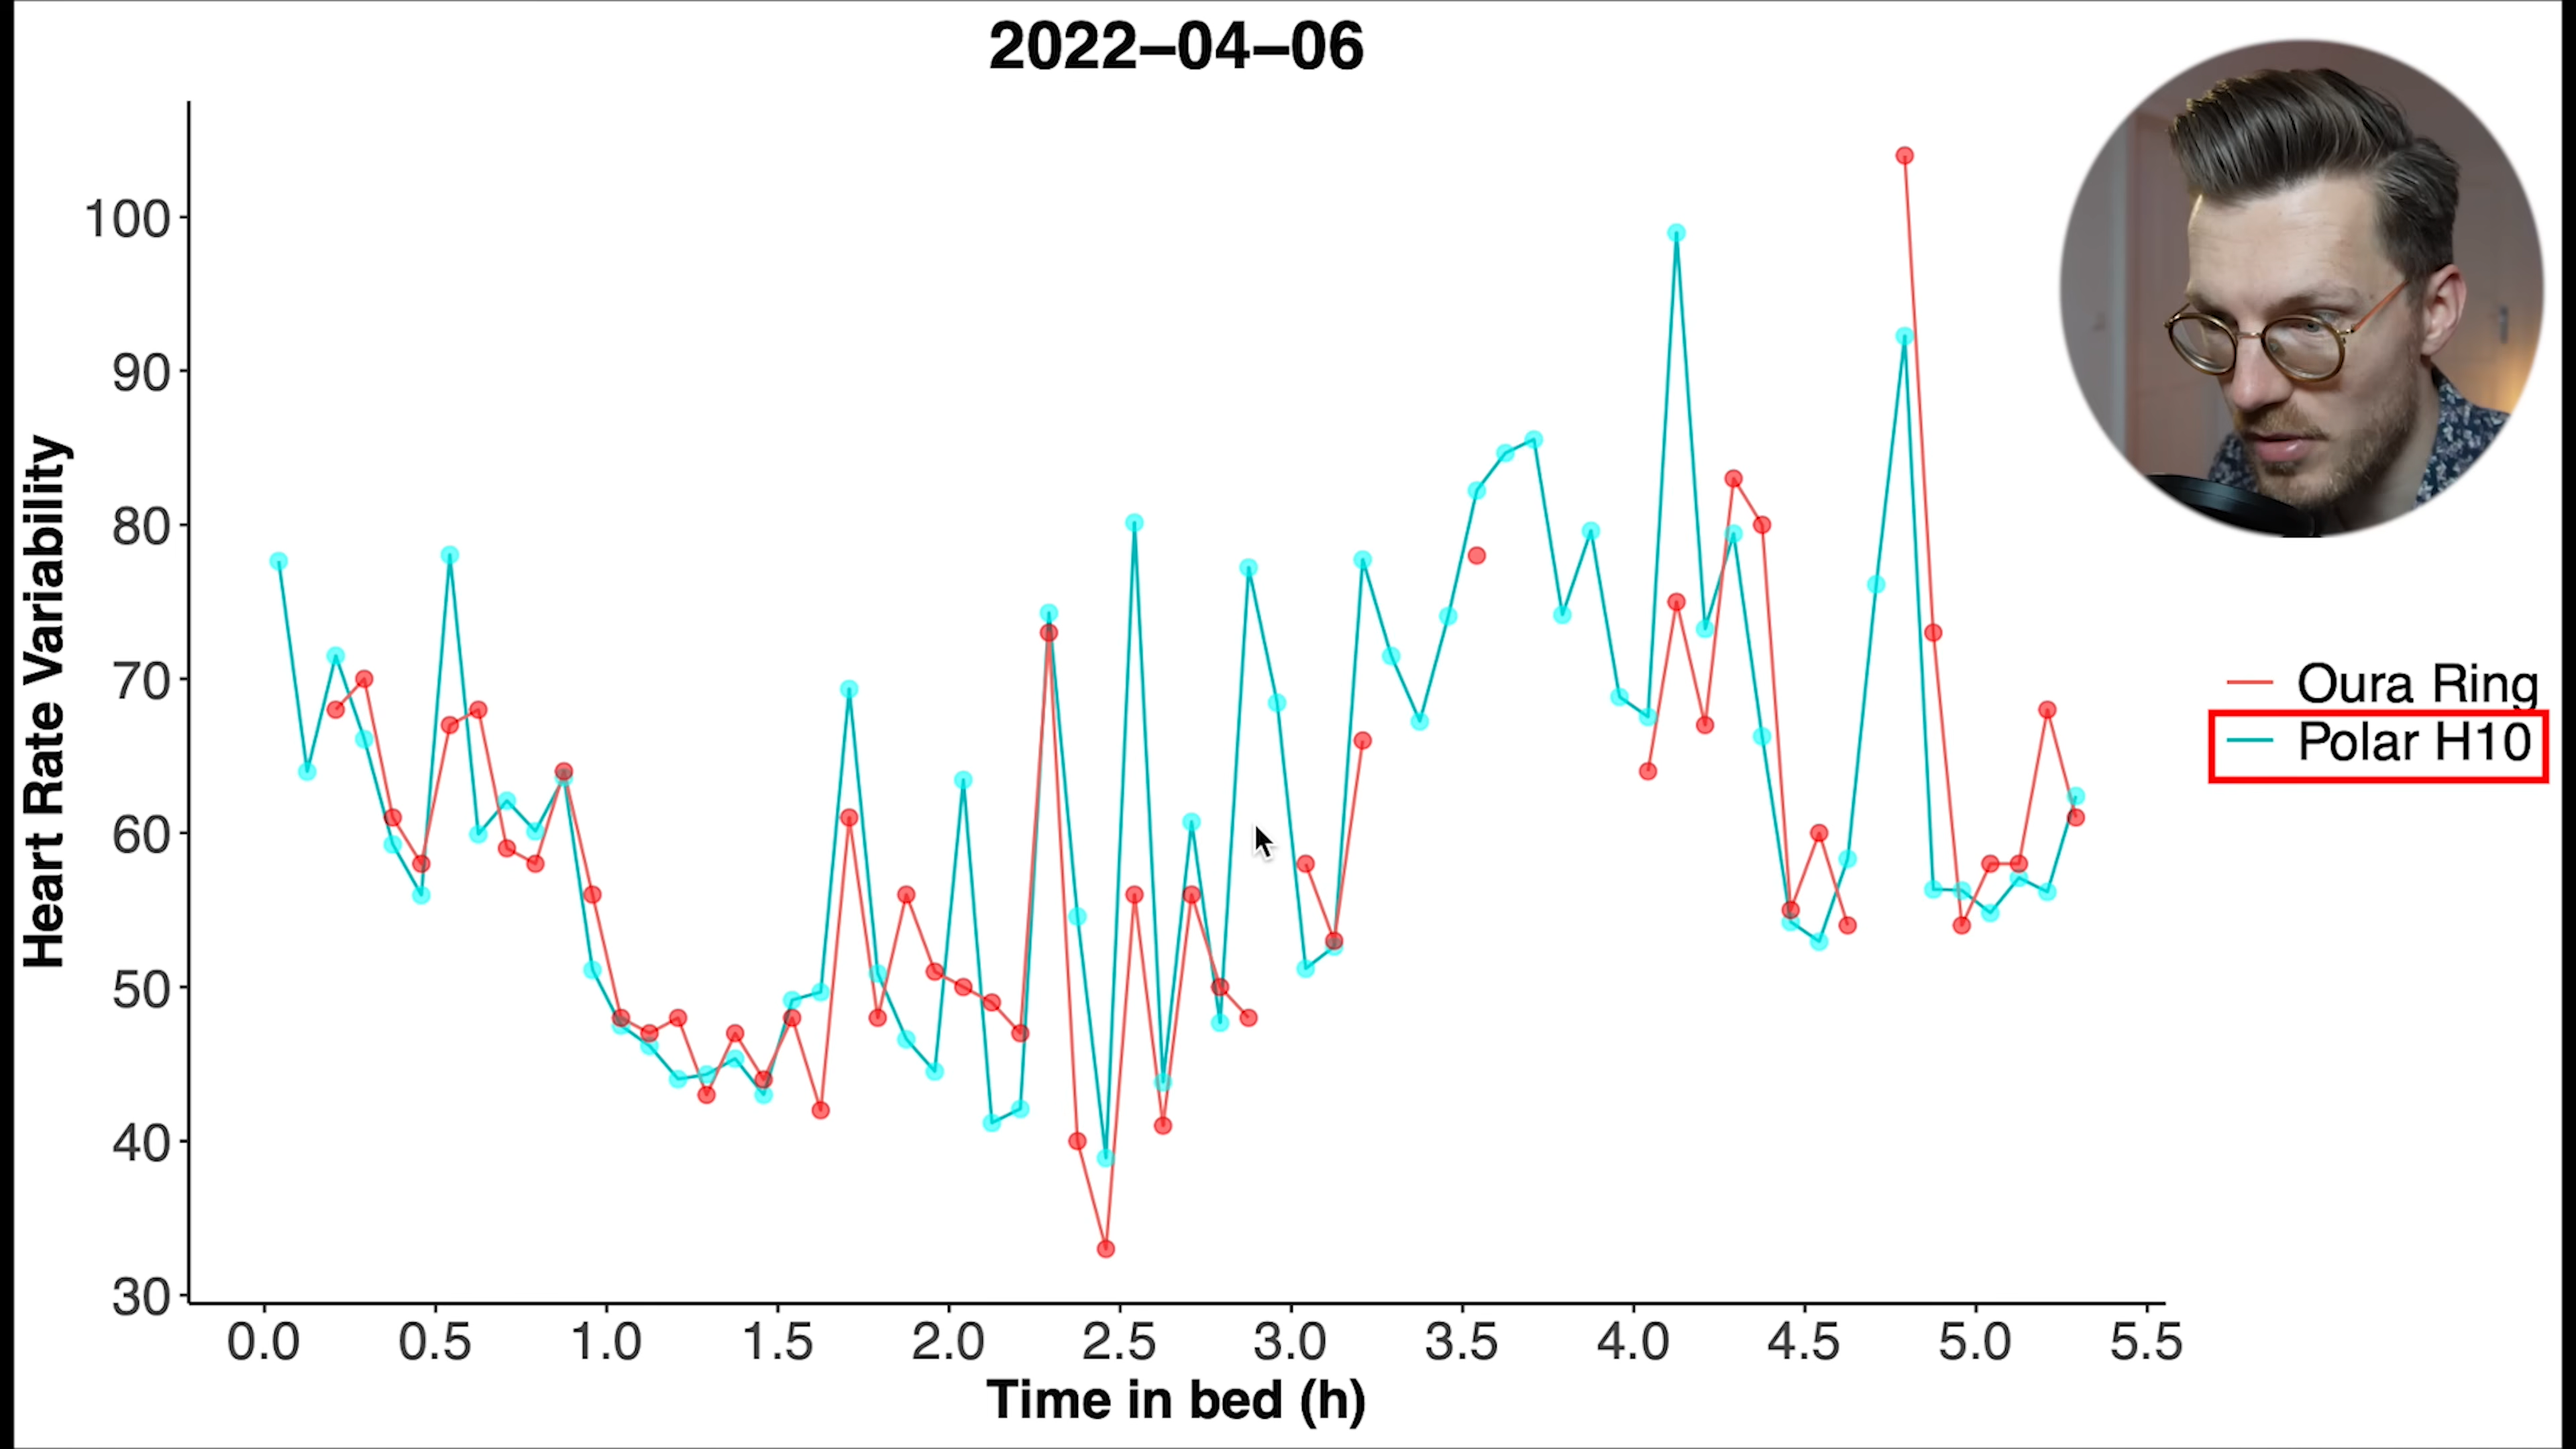 2022–04–06
Heart Rate Variability
100
90
80
70
60
50
40
30
0.0 0.5 1.0 1.5 2.0 2.5 3.0 3.5 4.0 4.5 5.0 5.5
Time in bed (h)
Oura Ring
Polar H10